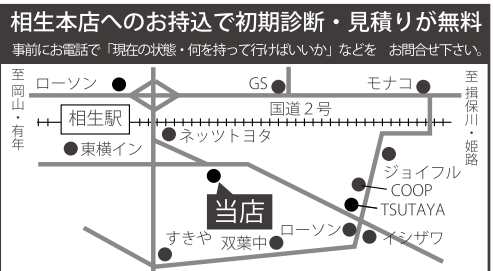 相生本店へのお持込で初期診断・見積りが無料
事前にお電話で「現在の状態・何を持って行けばいいか」などを　お問合せ下さい。
至岡山・有年
ローソン
GS
モナコ
至揖保川・姫路
国道２号
相生駅
ネッツトヨタ
東横イン
ジョイフル
COOP
TSUTAYA
当店
ローソン
イシザワ
すきや
双葉中